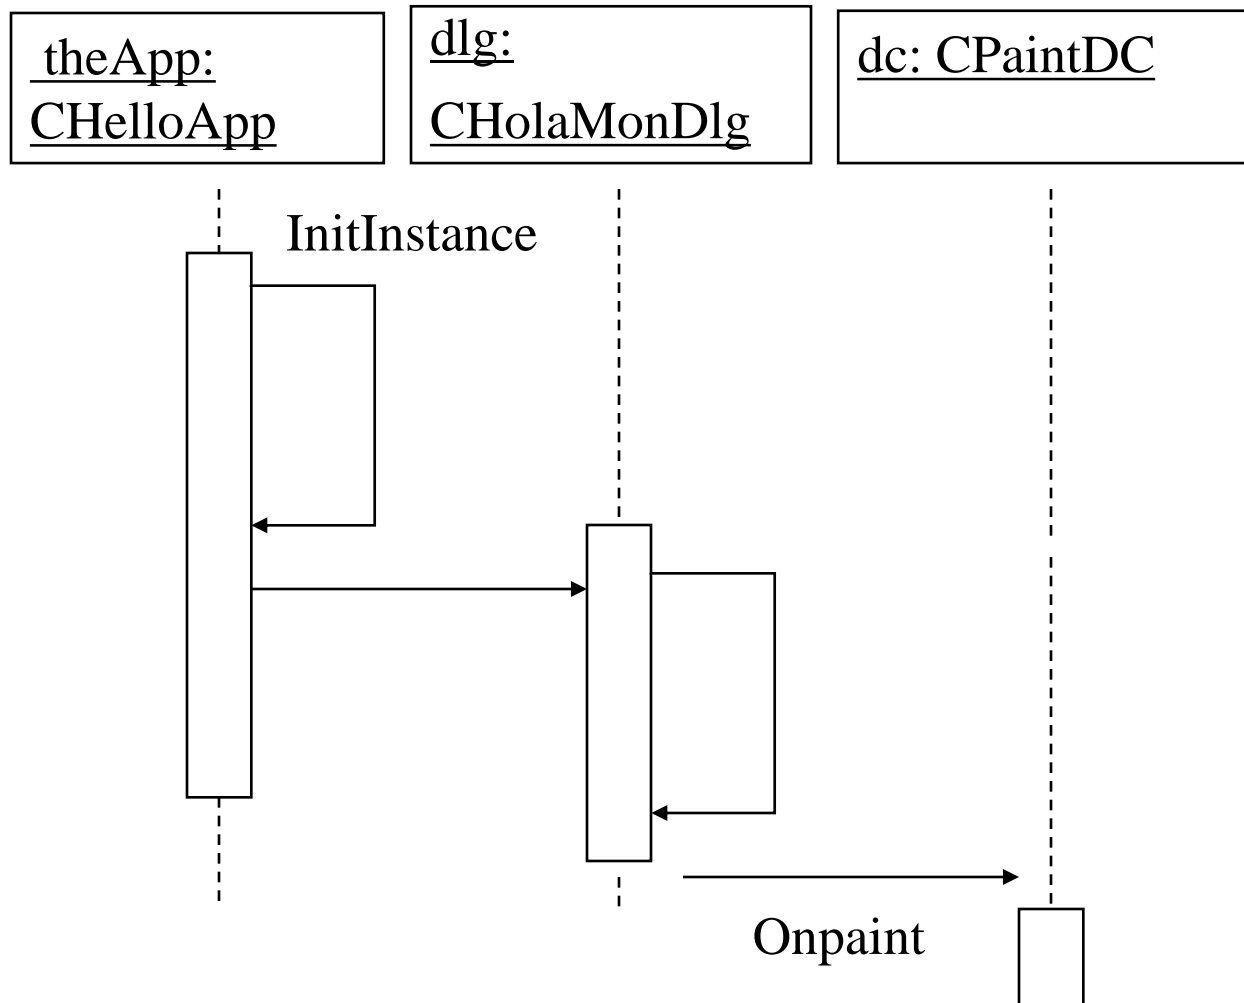 theApp:
CHelloApp
dlg:
CHolaMonDlg
dc: CPaintDC
InitInstance
Onpaint